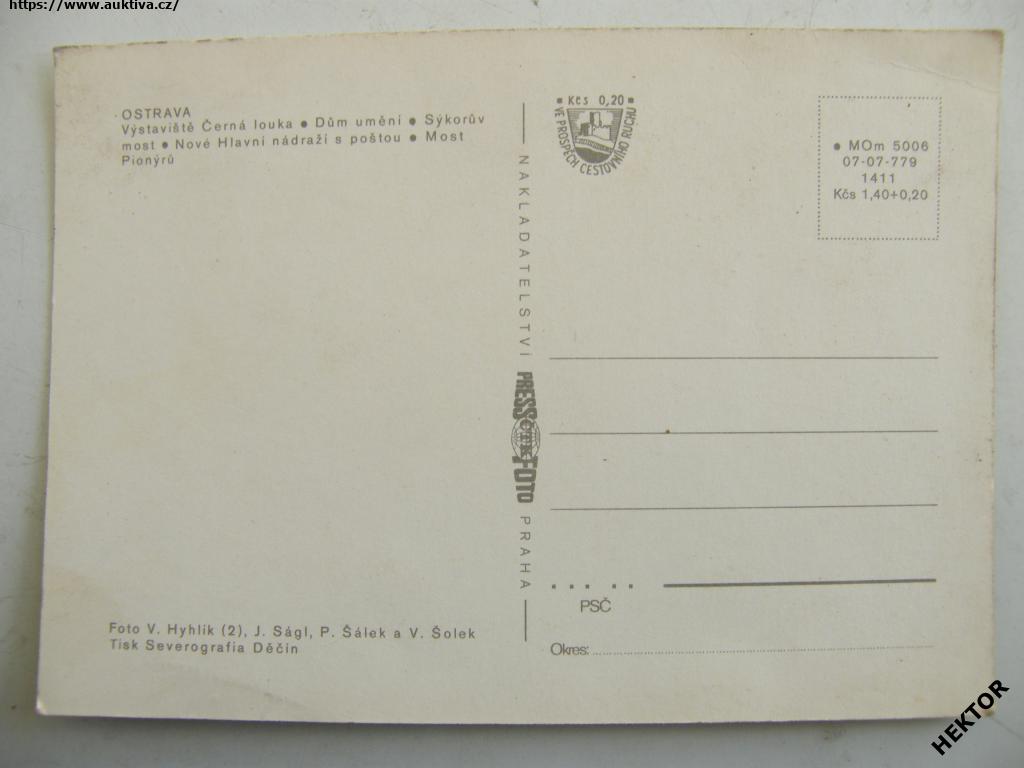 https://www.auktiva.cz/
OSTRAVA
Výstaviště Černá louka ● Dům umění ● Sýkorův
most ● Nové Hlavní nádraží s poštou ● Most
Pionýrů
Foto V. Hyhlík (2), J. Ságl, P. Šálek a V. Šolek
Tisk Severografia Děčín
NAKLADATELSTVÍ PRESSFOTO PRAHA
ČTK
Kčs 0,20
VE PROSPĚCH CESTOVNÍHO RUCHU
● MOm 5006
07-07-779
1411
Kčs 1,40+0,20
PSČ
Okres:
HEKTOR